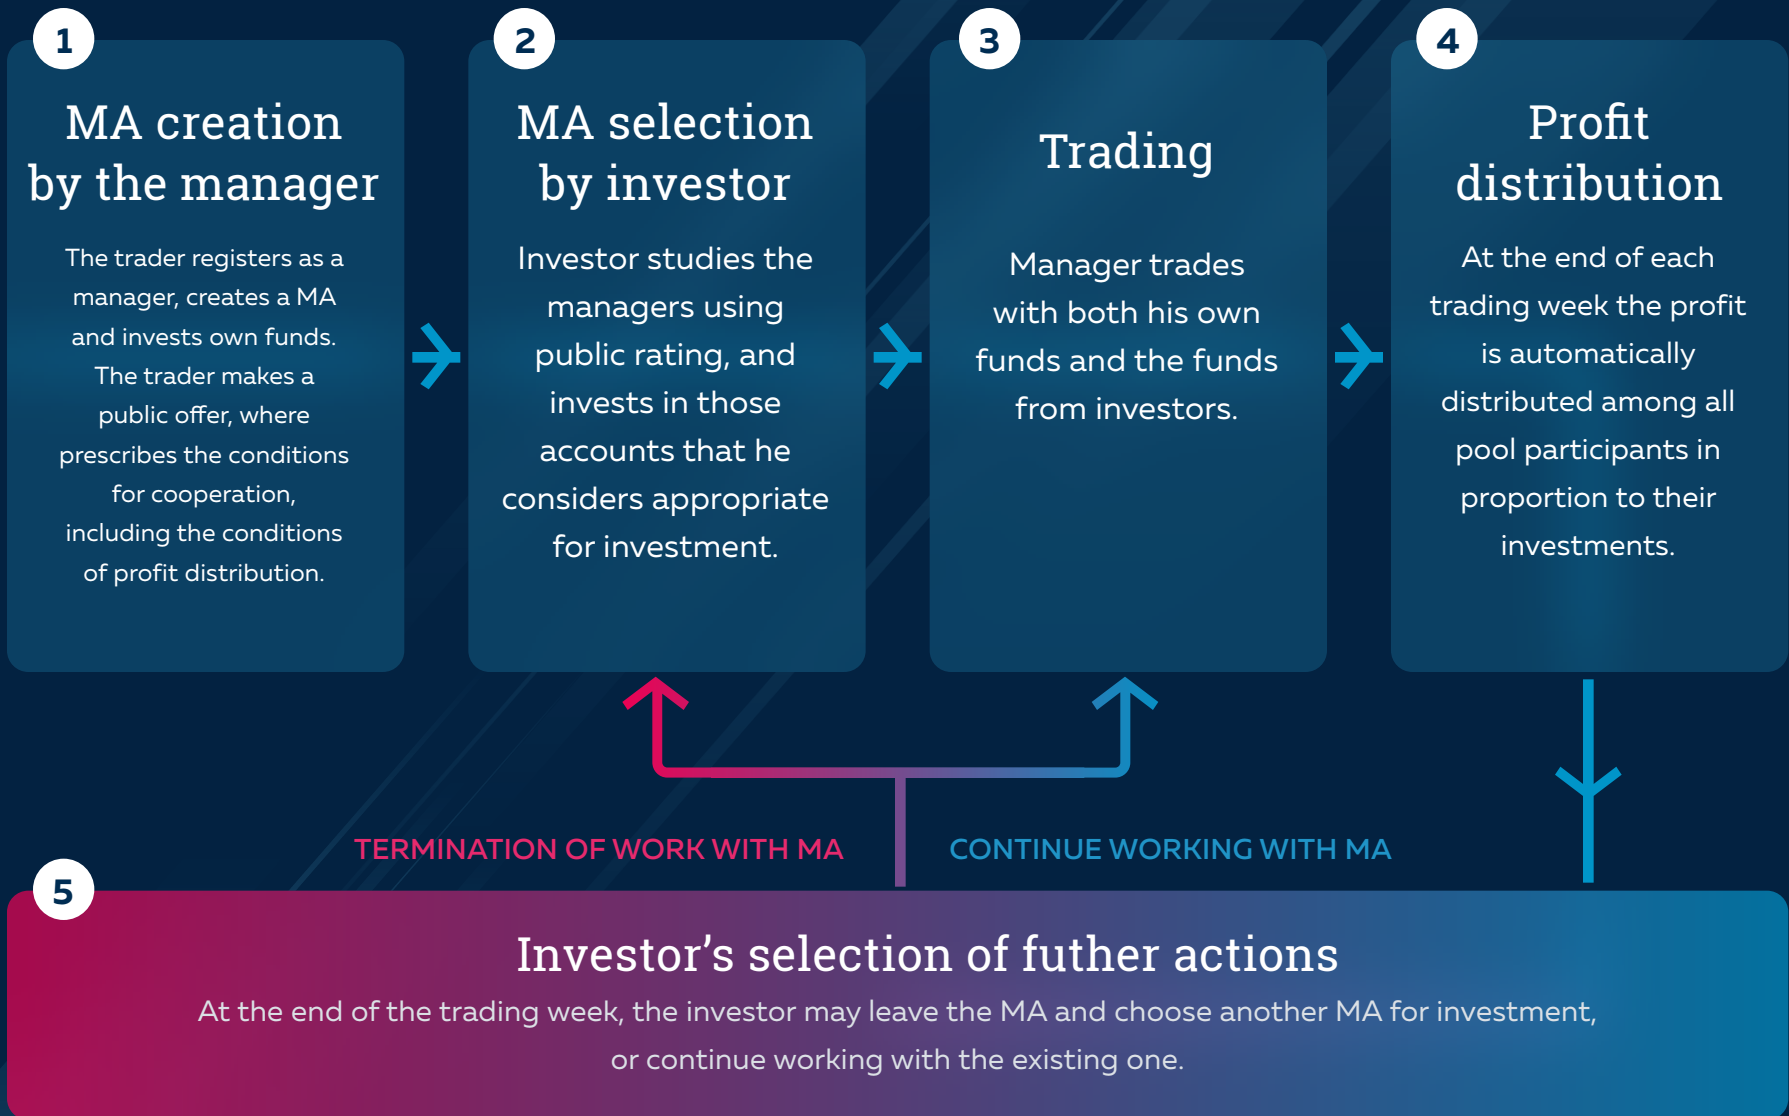 1
MA creation
by the manager
The trader registers as a
manager, creates a MA
and invests own funds.
The trader makes a
public offer, where
prescribes the conditions
for cooperation,
including the conditions
of profit distribution.
2
MA selection
by investor
Investor studies the
managers using
public rating, and
invests in those
accounts that he
considers appropriate
for investment.
3
Trading
Manager trades
with both his own
funds and the funds
from investors.
4
Profit
distribution
At the end of each
trading week the profit
is automatically
distributed among all
pool participants in
proportion to their
investments.
TERMINATION OF WORK WITH MA
CONTINUE WORKING WITH MA
5
Investor’s selection of futher actions
At the end of the trading week, the investor may leave the MA and choose another MA for investment,
or continue working with the existing one.